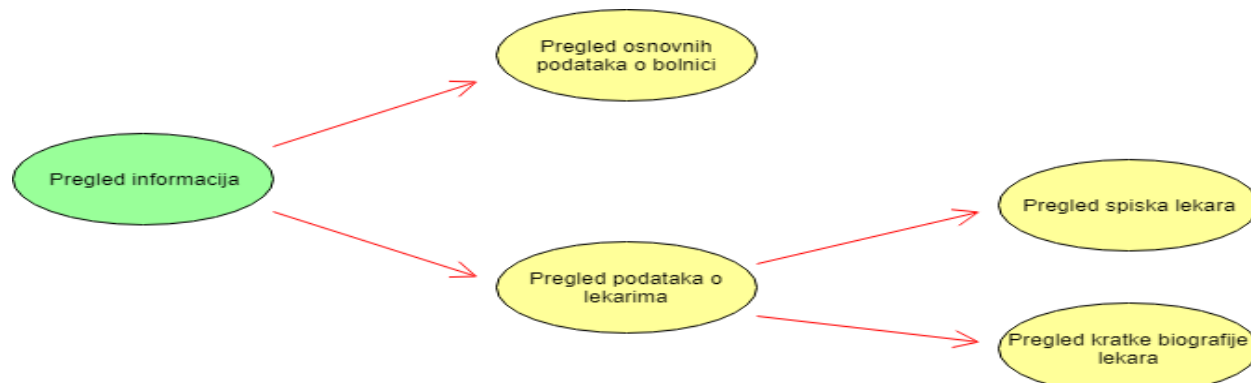 Pregled osnovnih
podataka o bolnici
Pregled informacija
Pregled spiska lekara
Pregled podataka o
lekarima
Pregled kratke biografije
lekara